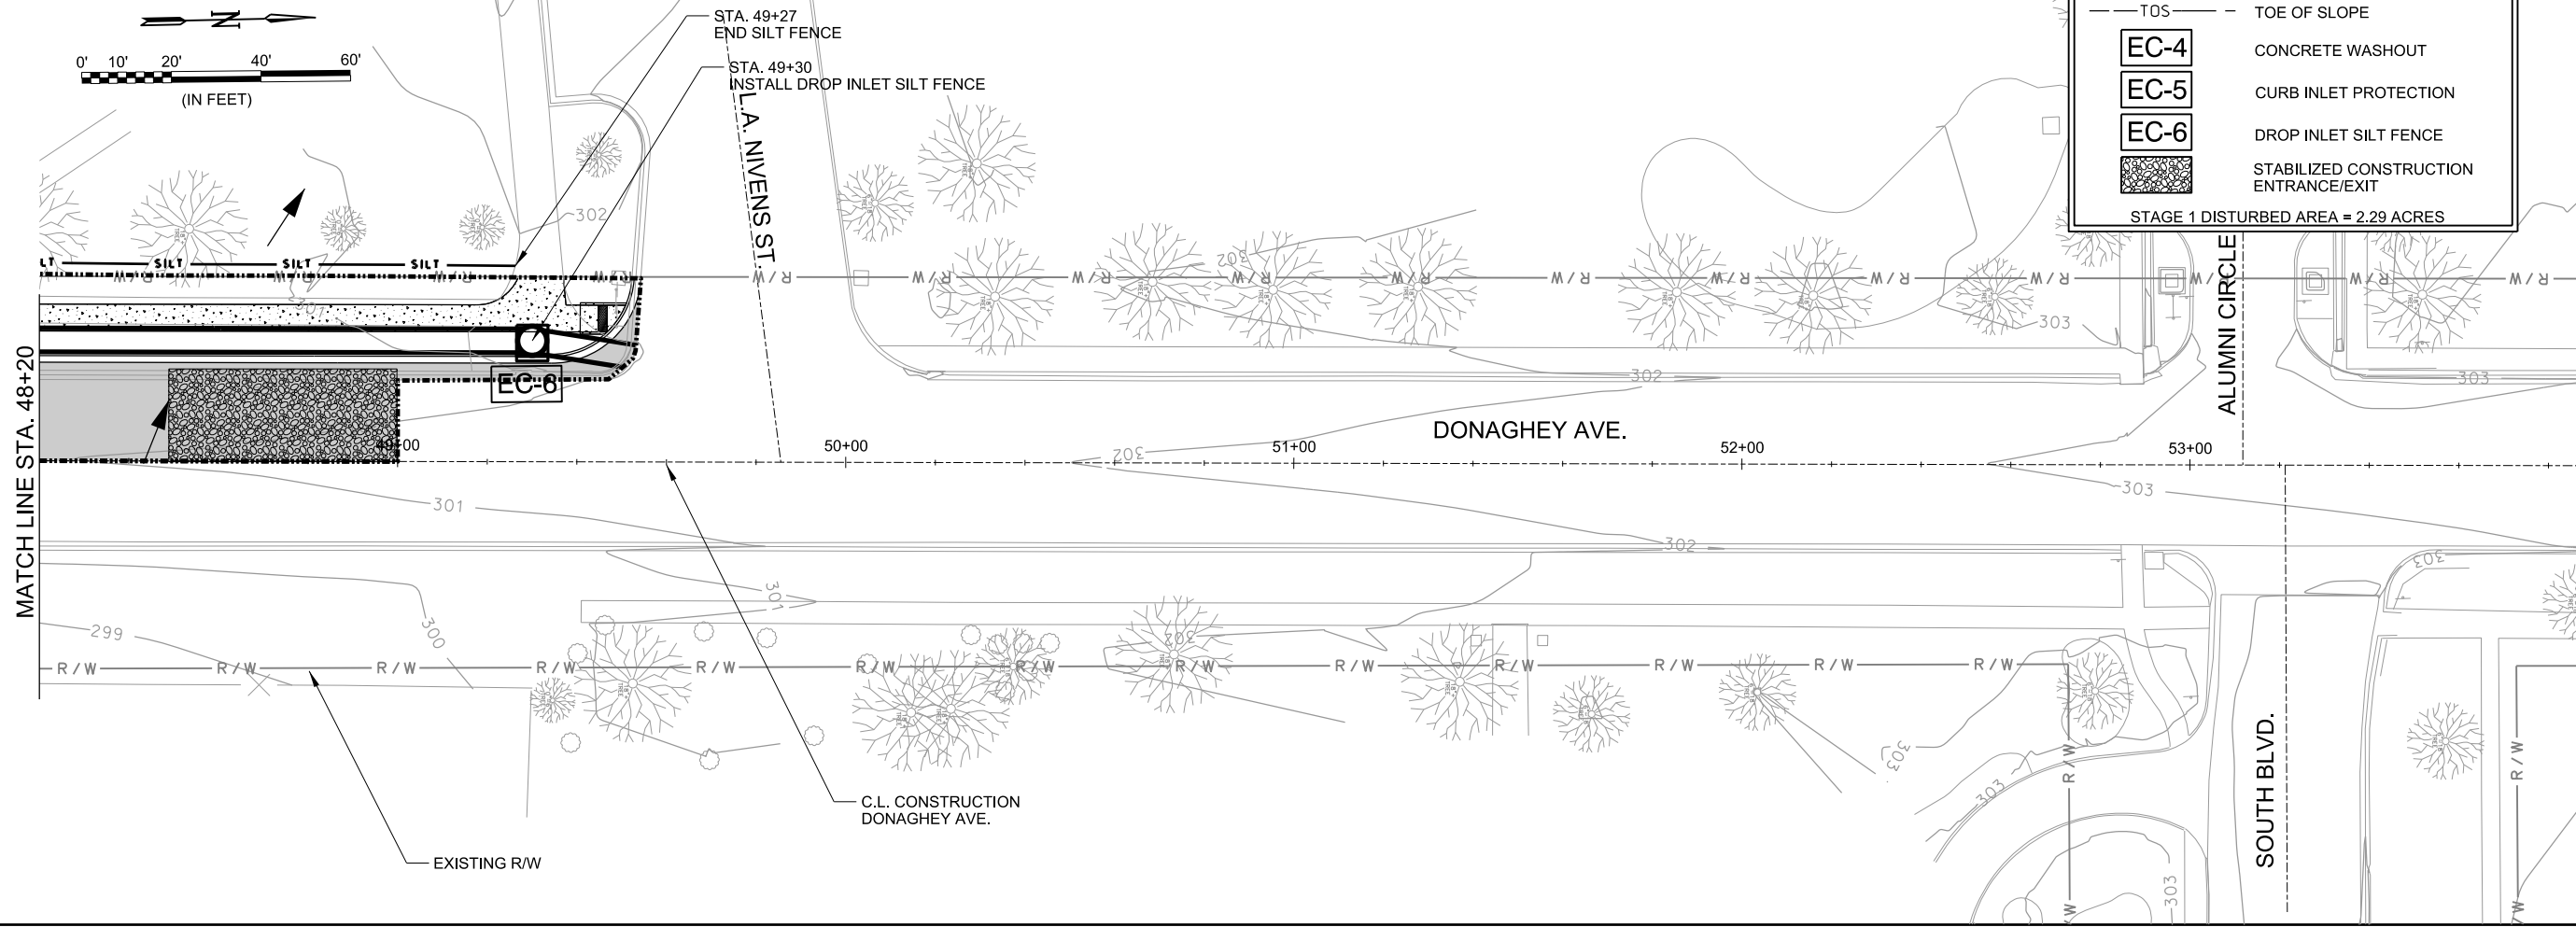 N
0' 10' 20' 40' 60'
(IN FEET)
STA. 49+27
END SILT FENCE
STA. 49+30
INSTALL DROP INLET SILT FENCE
L.A. NIVENS ST.
TOS TOE OF SLOPE
EC-4 CONCRETE WASHOUT
EC-5 CURB INLET PROTECTION
EC-6 DROP INLET SILT FENCE
STABILIZED CONSTRUCTION
ENTRANCE/EXIT
STAGE 1 DISTURBED AREA = 2.29 ACRES
302
SILT SILT SILT
R/W R/W R/W R/W R/W R/W R/W R/W R/W R/W R/W R/W R/W R/W R/W
302
303
ALUMNI CIRCLE
MATCH LINE STA. 48+20
EC-6
302
303
DONAGHEY AVE.
49+00 50+00 51+00 52+00 53+00
302
301
303
302
303
301
299
300
302
R/W R/W R/W R/W R/W R/W R/W R/W R/W R/W R/W R/W R/W
303
303
R/W
R/W
SOUTH BLVD.
C.L. CONSTRUCTION
DONAGHEY AVE.
EXISTING R/W
303